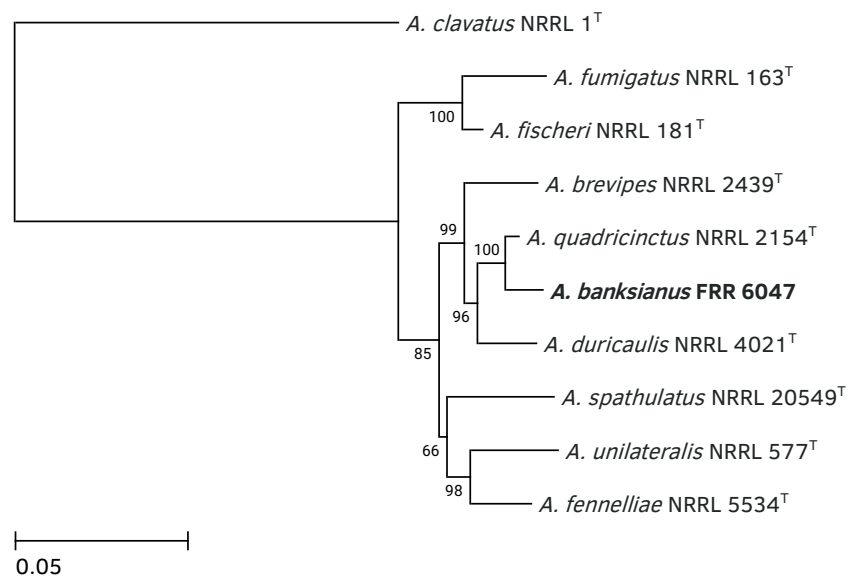 A. clavatus NRRL 1ᵀ
A. fumigatus NRRL 163ᵀ
100
A. fischeri NRRL 181ᵀ
A. brevipes NRRL 2439ᵀ
99
A. quadricinctus NRRL 2154ᵀ
100
A. banksianus FRR 6047
96
A. duricaulis NRRL 4021ᵀ
85
A. spathulatus NRRL 20549ᵀ
66
A. unilateralis NRRL 577ᵀ
98
A. fennelliae NRRL 5534ᵀ
0.05